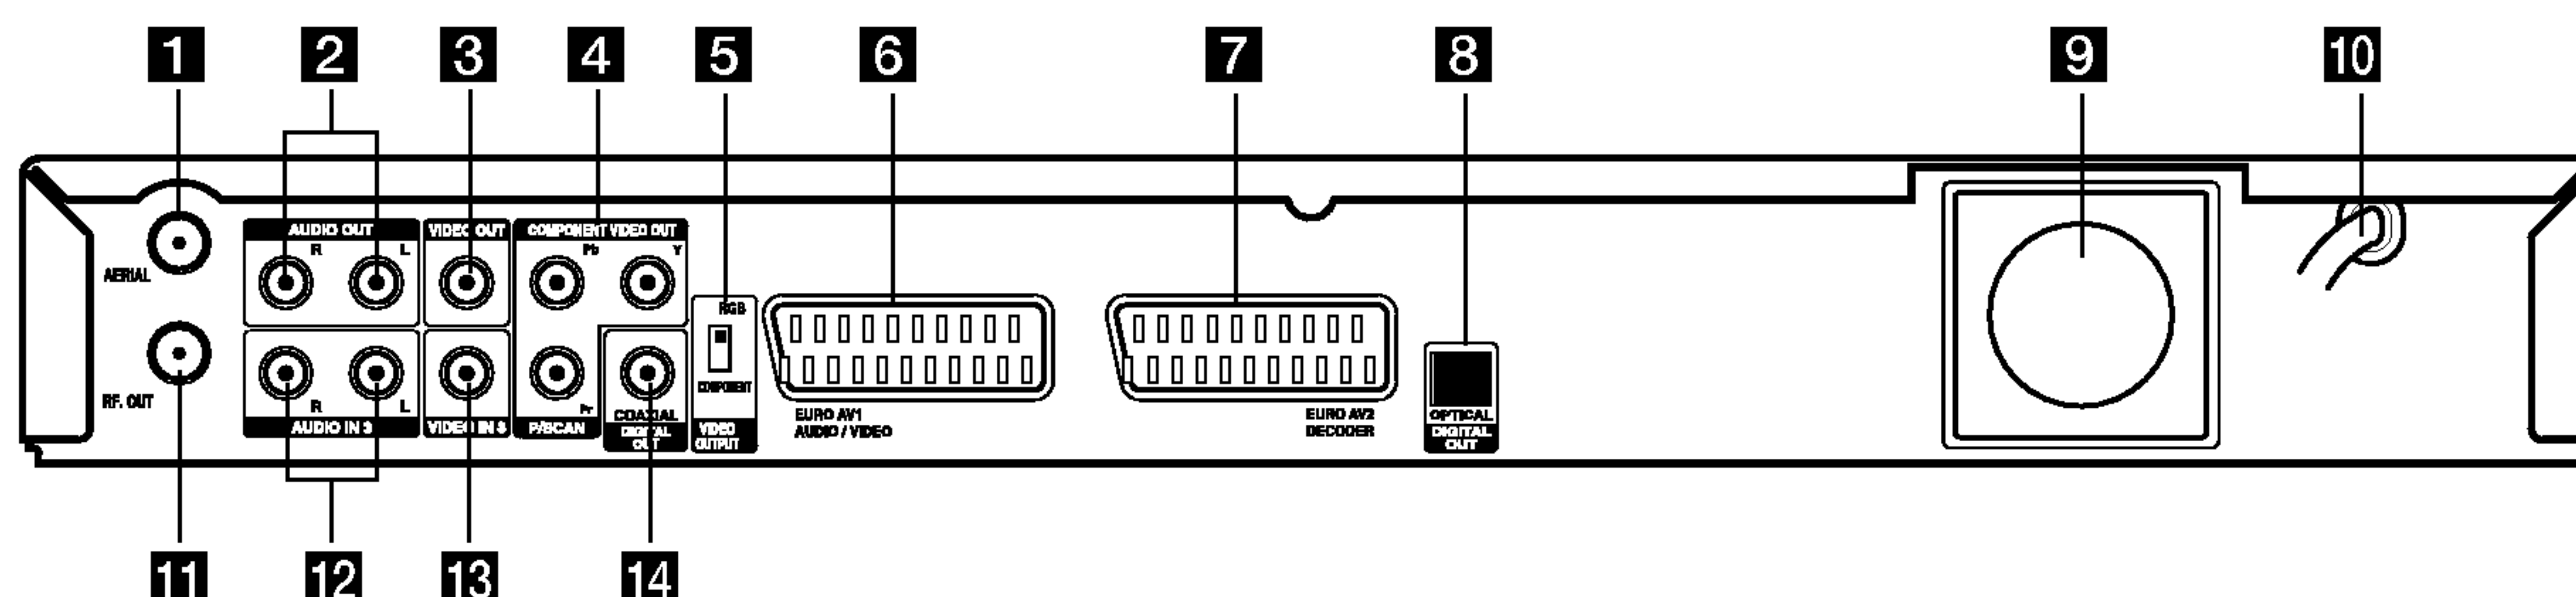 1 2 3 4 5 6 7 8 9 10
AUDIO OUT
R L
VIDEO OUT
COMPONENT VIDEO OUT
Pb Y
AERIAL
RF. OUT
R L
AUDIO IN 3
VIDEO IN 3
Pr
P/SCAN
COAXIAL
DIGITAL
OUT
RGB
COMPONENT
VIDEO
OUTPUT
EURO AV1
AUDIO / VIDEO
EURO AV2
DECODER
OPTICAL
DIGITAL
OUT
11 12 13 14